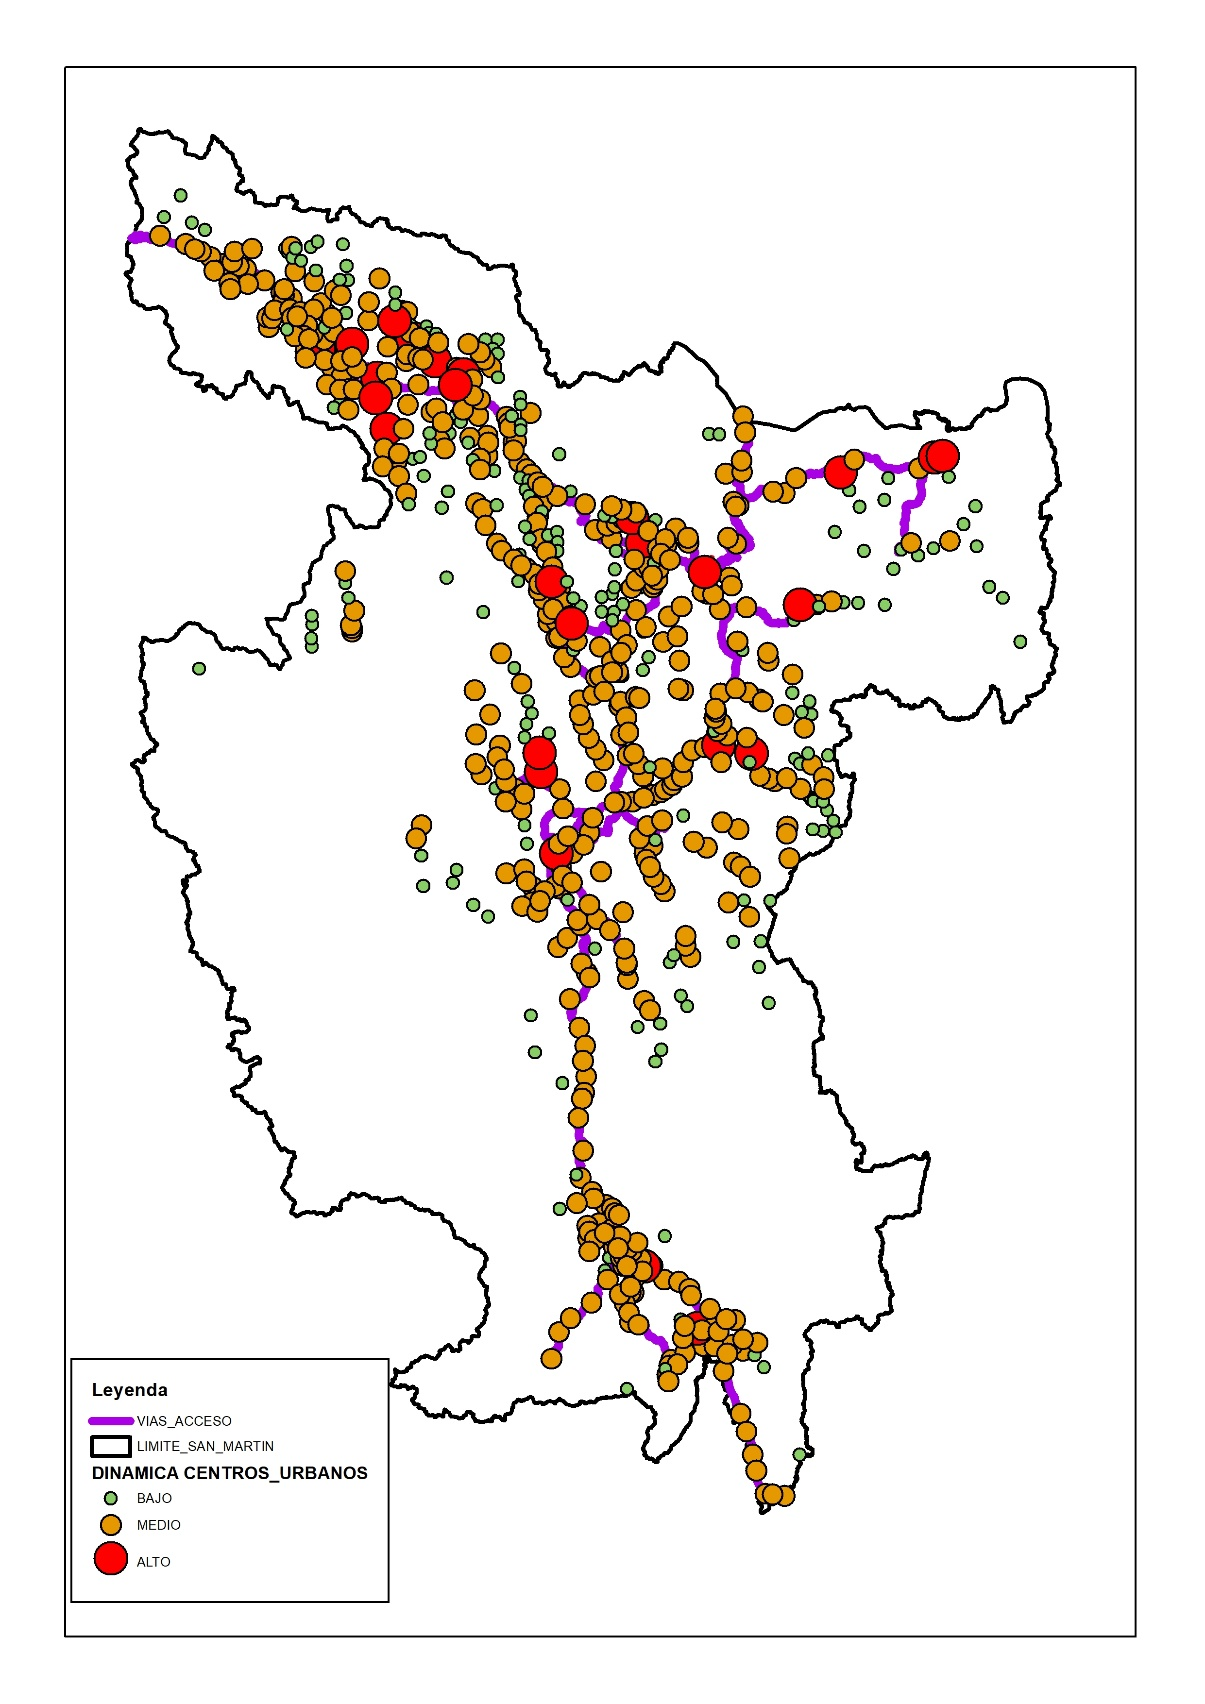 Leyenda
VIAS_ACCESO
LIMITE_SAN_MARTIN
DINAMICA CENTROS_URBANOS
BAJO
MEDIO
ALTO